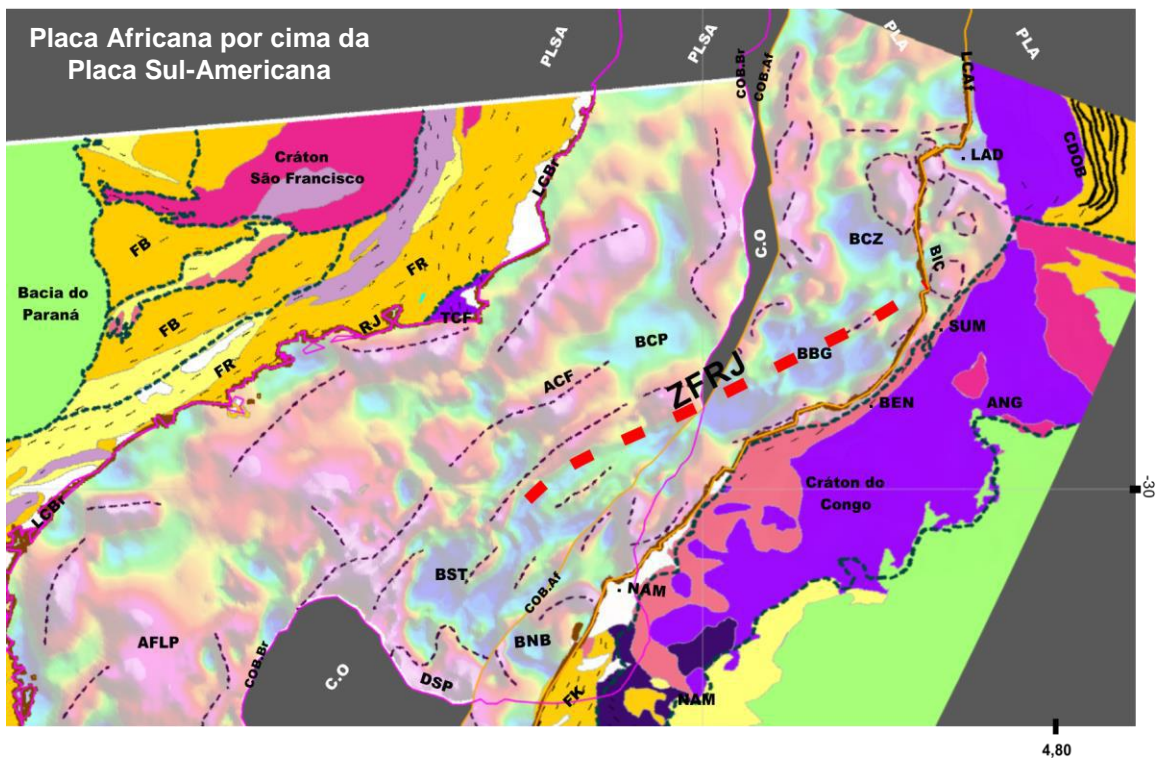 Placa Africana por cima da
Placa Sul-Americana
PLSA
PLSA
PLA
PLA
COB.Br
COB.Af
LCAf
CDOB
LAD
Cráton
São Francisco
LCBr
FB
FR
C.O
BCZ
BIC
Bacia do
Paraná
FB
RJ
TCF
SUM
FR
BCP
BBG
ACF
ZFRJ
BEN
ANG
Cráton do
Congo
-30
LCBr
BST
COB.Af
NAM
AFLP
BNB
COB.Br
C.O
DSP
FK
NAM
4,80